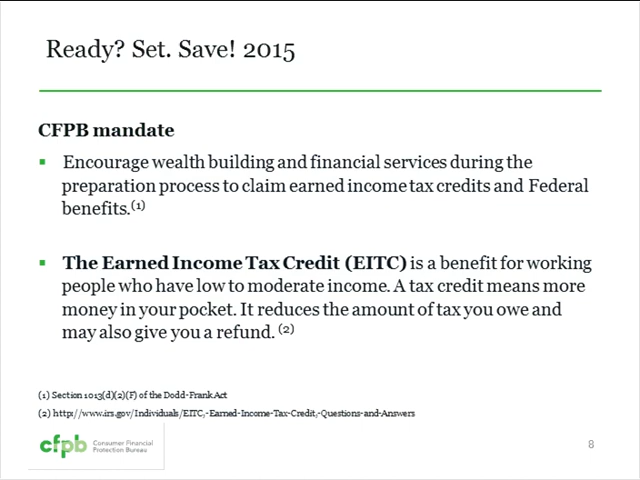 Ready? Set. Save! 2015
CFPB mandate
▪ Encourage wealth building and financial services during the
preparation process to claim earned income tax credits and Federal
benefits.(1)
▪ The Earned Income Tax Credit (EITC) is a benefit for working
people who have low to moderate income. A tax credit means more
money in your pocket. It reduces the amount of tax you owe and
may also give you a refund. (2)
(1) Section 1013(d)(2)(F) of the Dodd-Frank Act
(2) http://www.irs.gov/Individuals/EITC,-Earned-Income-Tax-Credit,-Questions-and-Answers
cfpb Consumer Financial
Protection Bureau
8